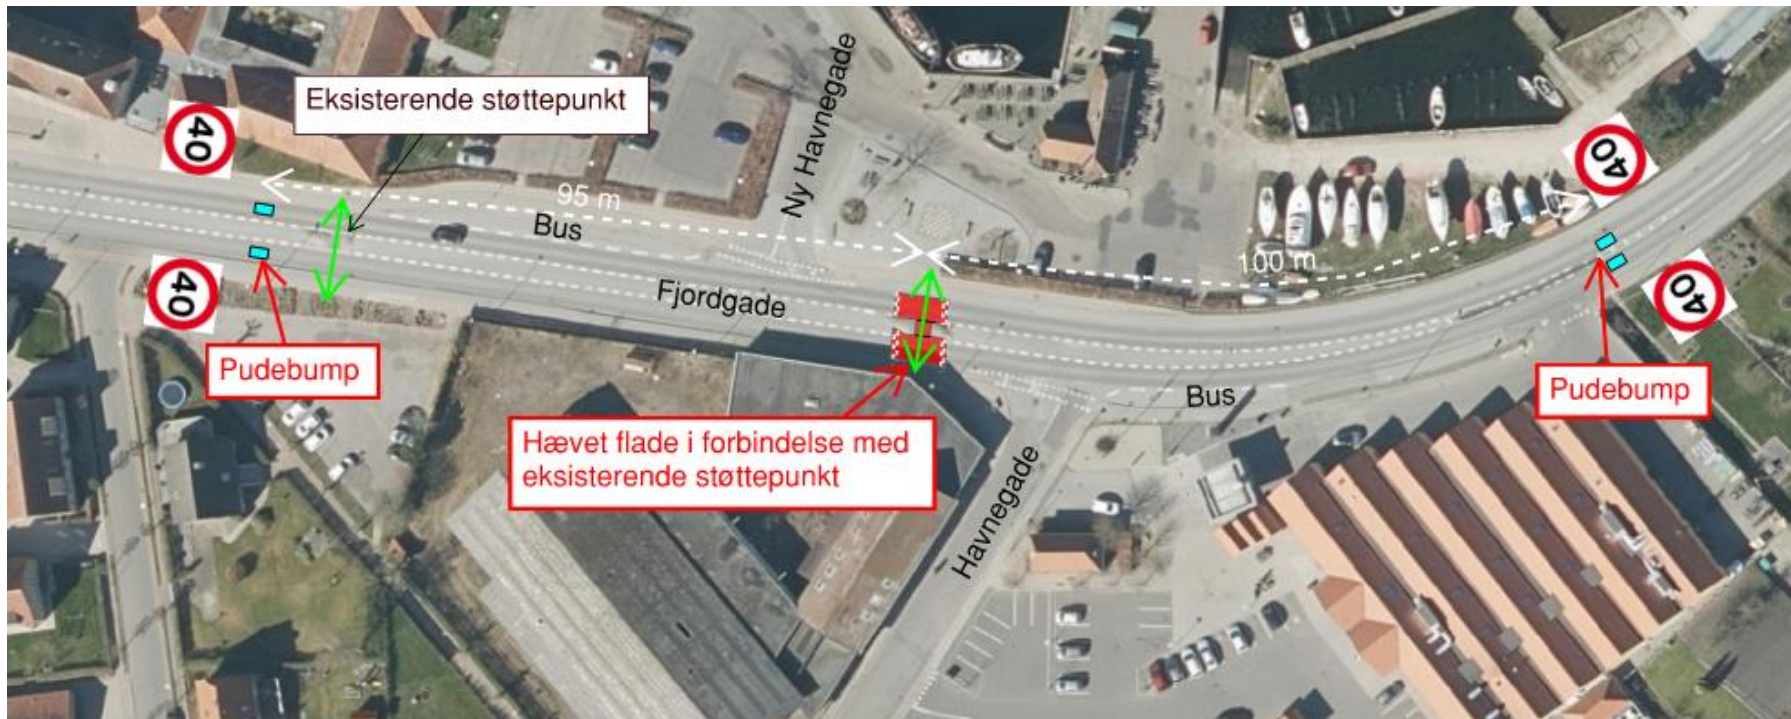 Eksisterende støttepunkt
40
Ny Havnegade
40
95 m
Bus
100 m
Fjordgade
40
40
Pudebump
Bus
Pudebump
Hævet flade i forbindelse med
eksisterende støttepunkt
Havnegade